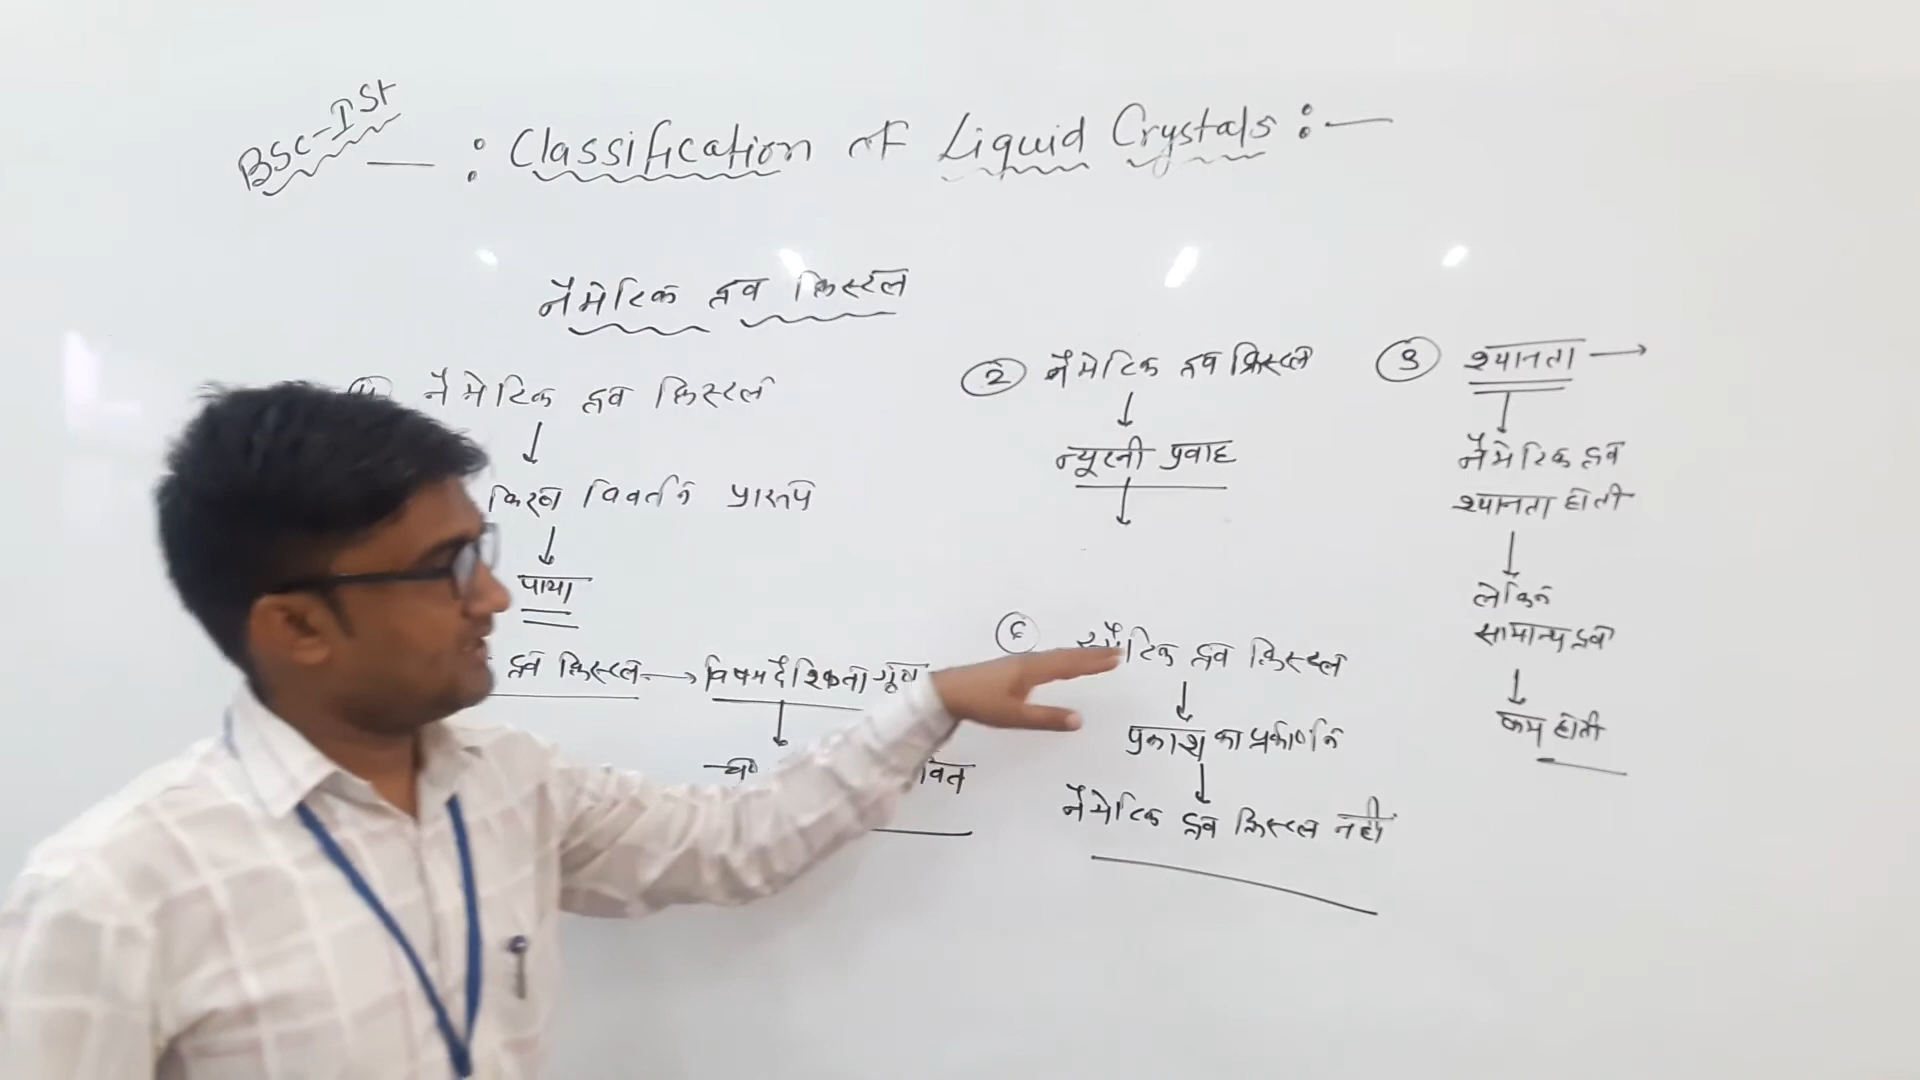 BSc-Ist
: Classification of Liquid Crystals :-
नैमेटिक द्रव क्रिस्टल
नैमेटिक द्रव क्रिस्टल
किरण विवर्तन प्रारूप
पाया
द्रव क्रिस्टल → विषमदैशिकता गुण
② नैमेटिक द्रव क्रिस्टल
न्यूटनी प्रवाह
③ श्यानता →
नैमेटिक द्रव
श्यानता होती
लेकिन
सामान्य द्रव
कम होती
स्मैटिक द्रव क्रिस्टल
प्रकाश का प्रकीर्णन
नैमेटिक द्रव क्रिस्टल नहीं